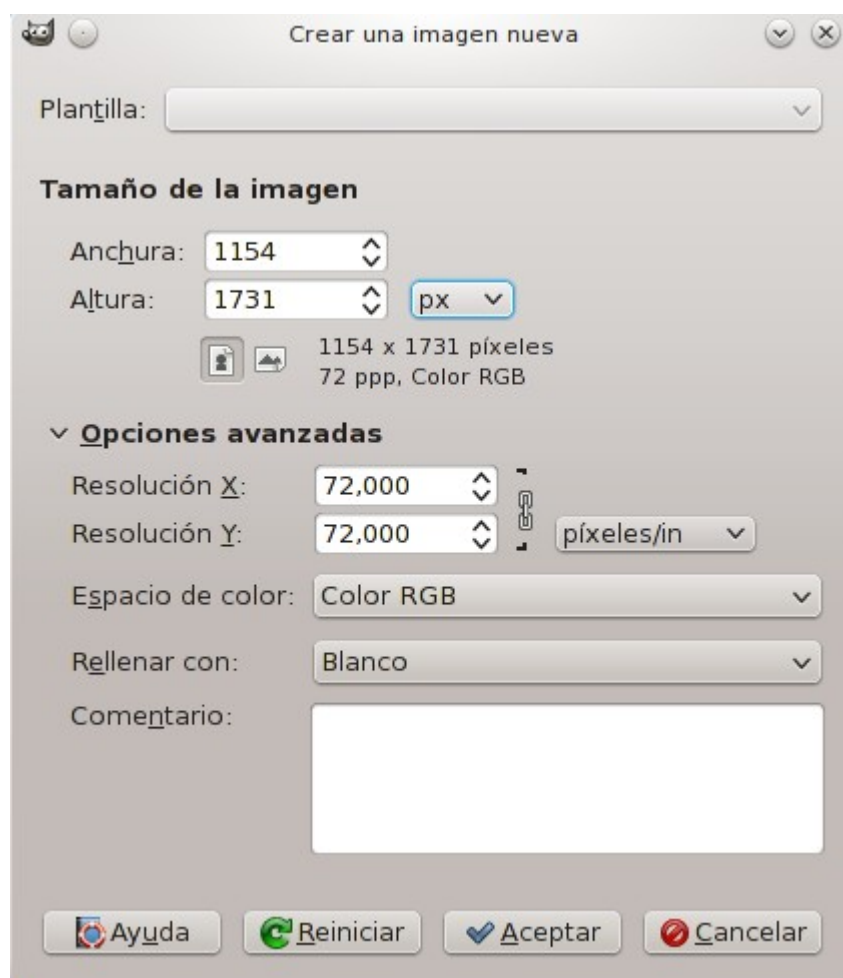 Crear una imagen nueva
Plantilla:
Tamaño de la imagen
Anchura: 1154
Altura: 1731 px
1154 x 1731 píxeles
72 ppp, Color RGB
Opciones avanzadas
Resolución X: 72,000
Resolución Y: 72,000 píxeles/in
Espacio de color: Color RGB
Rellenar con: Blanco
Comentario:
Ayuda Reiniciar Aceptar Cancelar